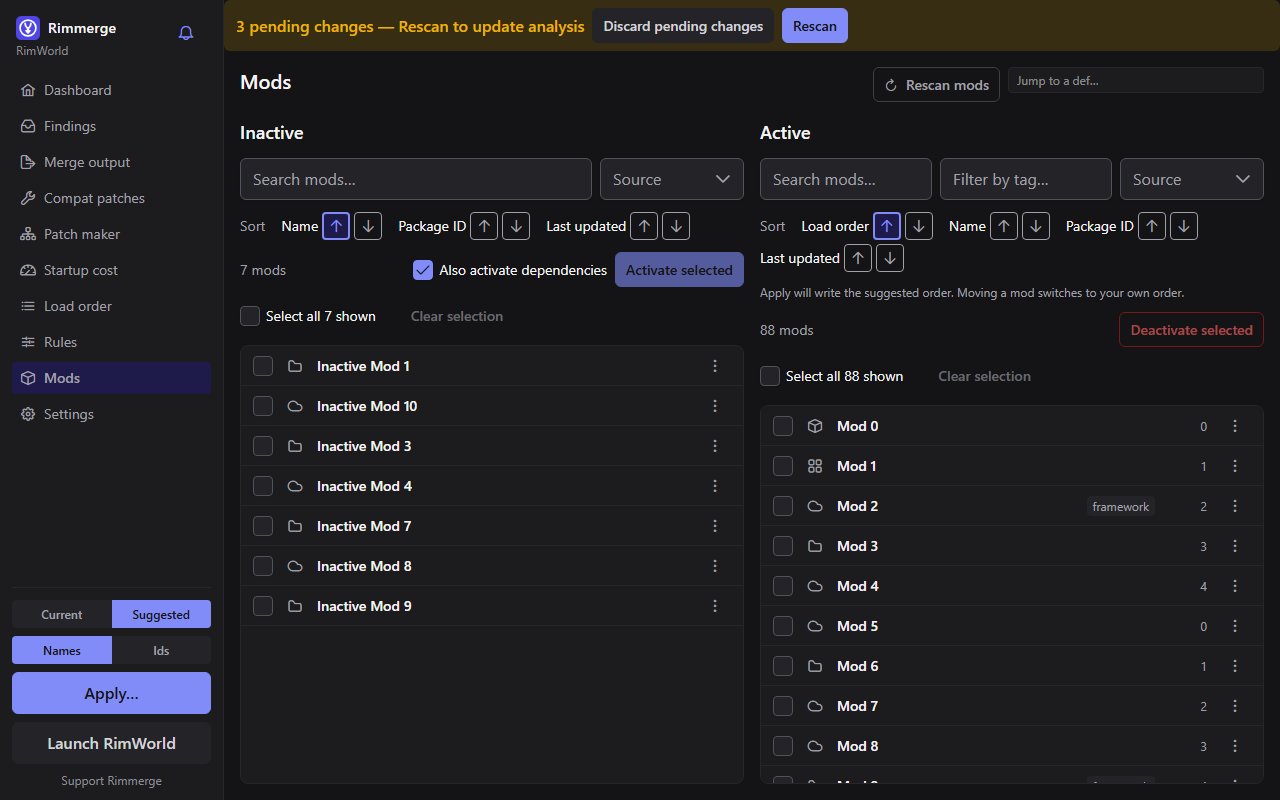 Rimmerge
RimWorld
Dashboard
Findings
Merge output
Compat patches
Patch maker
Startup cost
Load order
Rules
Mods
Settings
Current Suggested
Names Ids
Apply...
Launch RimWorld
Support Rimmerge
3 pending changes — Rescan to update analysis Discard pending changes Rescan
Mods
Rescan mods Jump to a def...
Inactive
Search mods... Source
Sort Name Package ID Last updated
7 mods Also activate dependencies Activate selected
Select all 7 shown Clear selection
Inactive Mod 1
Inactive Mod 10
Inactive Mod 3
Inactive Mod 4
Inactive Mod 7
Inactive Mod 8
Inactive Mod 9
Active
Search mods... Filter by tag... Source
Sort Load order Name Package ID
Last updated
Apply will write the suggested order. Moving a mod switches to your own order.
88 mods Deactivate selected
Select all 88 shown Clear selection
Mod 0 0
Mod 1 1
Mod 2 framework 2
Mod 3 3
Mod 4 4
Mod 5 0
Mod 6 1
Mod 7 2
Mod 8 3